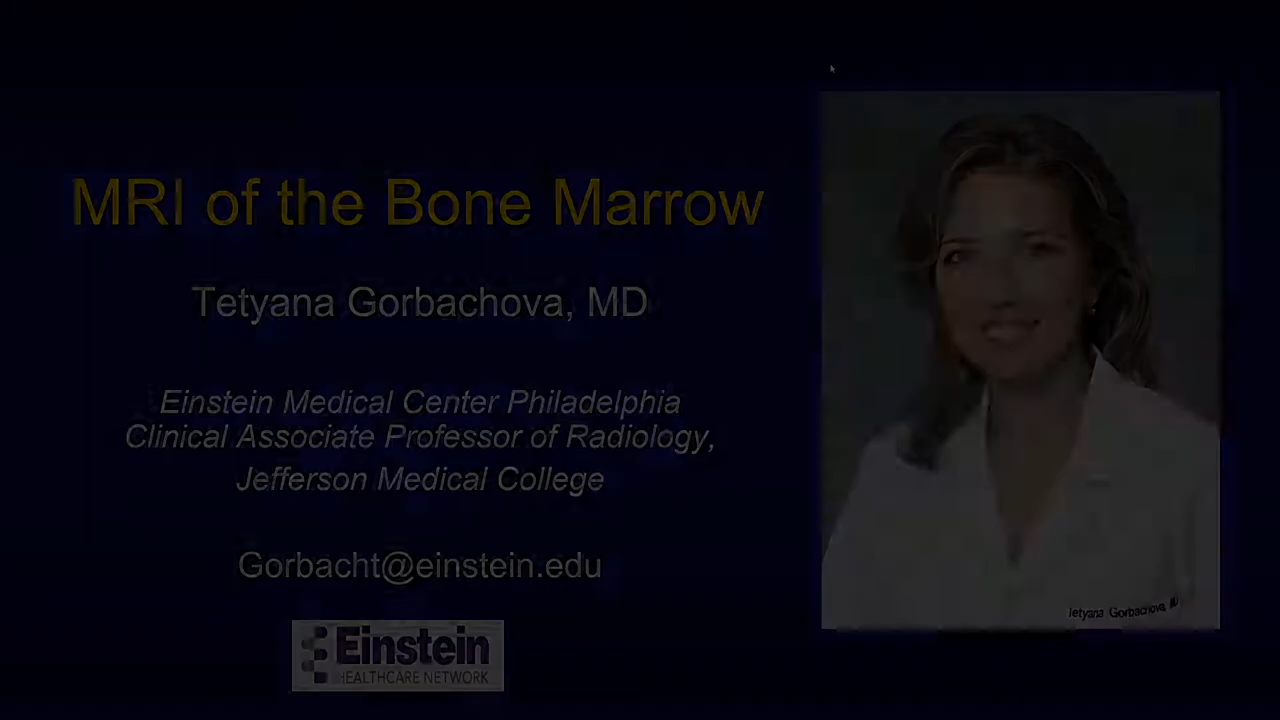 MRI of the Bone Marrow
Tetyana Gorbachova, MD
Einstein Medical Center Philadelphia
Clinical Associate Professor of Radiology,
Jefferson Medical College
Gorbacht@einstein.edu
Einstein
HEALTHCARE NETWORK
Tetyana Gorbachova, MD